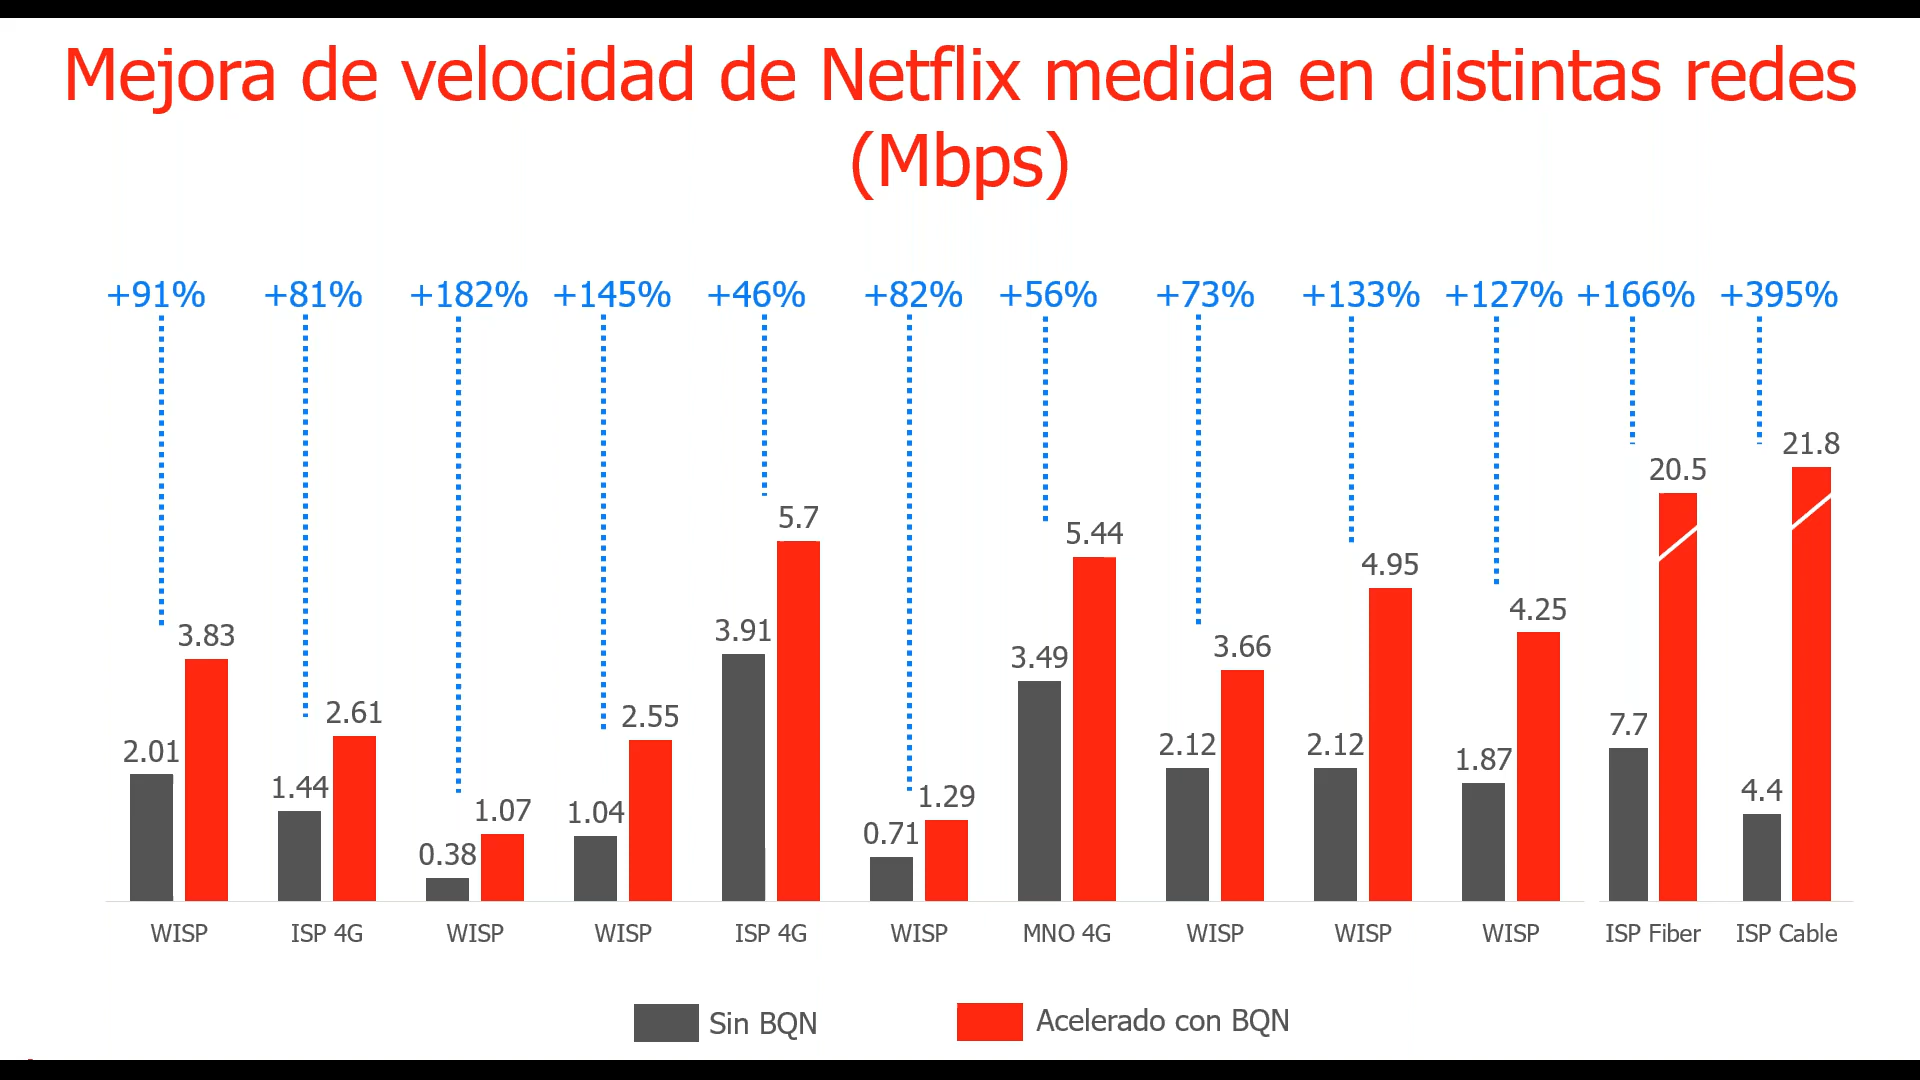 Mejora de velocidad de Netflix medida en distintas redes
(Mbps)
+91% +81% +182% +145% +46% +82% +56% +73% +133% +127% +166% +395%
2.01 3.83 1.44 2.61 0.38 1.07 1.04 2.55 3.91 5.7 0.71 1.29 3.49 5.44 2.12 3.66 2.12 4.95 1.87 4.25 7.7 20.5 4.4 21.8
WISP ISP 4G WISP WISP ISP 4G WISP MNO 4G WISP WISP WISP ISP Fiber ISP Cable
Sin BQN Acelerado con BQN